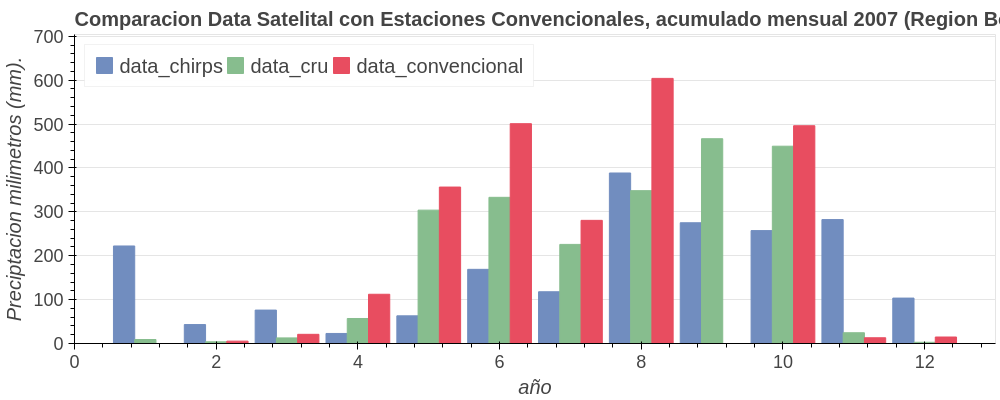 Comparacion Data Satelital con Estaciones Convencionales, acumulado mensual 2007 (Region
data_chirps data_cru data_convencional
Preciptacion milimetros (mm).
700
600
500
400
300
200
100
0
0 2 4 6 8 10 12
año